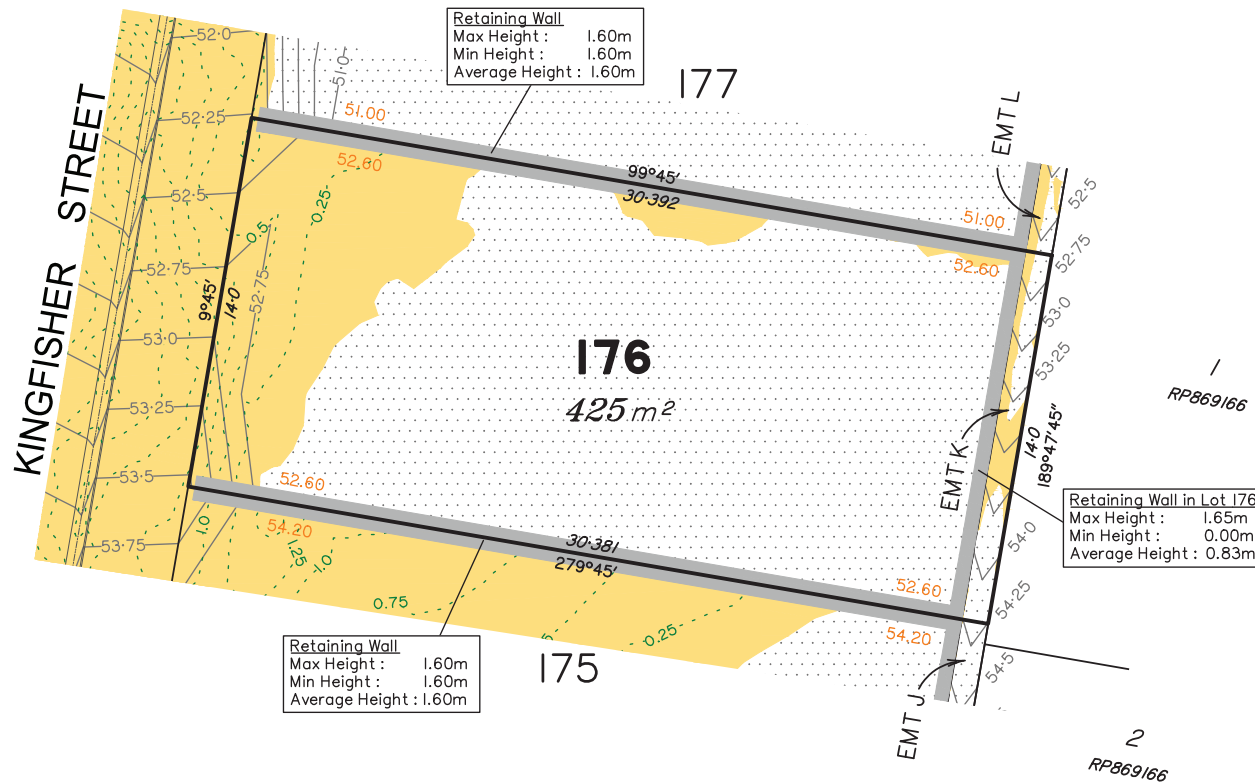 Retaining Wall
Max Height : 1.60m
Min Height : 1.60m
Average Height : 1.60m
177
EMT L
52·0
51·0
52·25
51.00
52.60
99°45'
30·392
51.00
52.60
52·5
52·75
KINGFISHER STREET
52·5
0.25
0.5
52·75
52·75
9°45'
14·0
53·0
53·25
53·0
53·25
176
425 m²
1
RP869166
EMT K
14·0
189°47'45"
53·5
52.60
54.20
Retaining Wall in Lot 176
Max Height : 1.65m
Min Height : 0.00m
Average Height : 0.83m
53·75
1.0
1.25
1.0
30·381
279°45'
54·0
54·25
52.60
54.20
0.75
0.25
54·5
Retaining Wall
Max Height : 1.60m
Min Height : 1.60m
Average Height : 1.60m
175
EMT J
2
RP869166